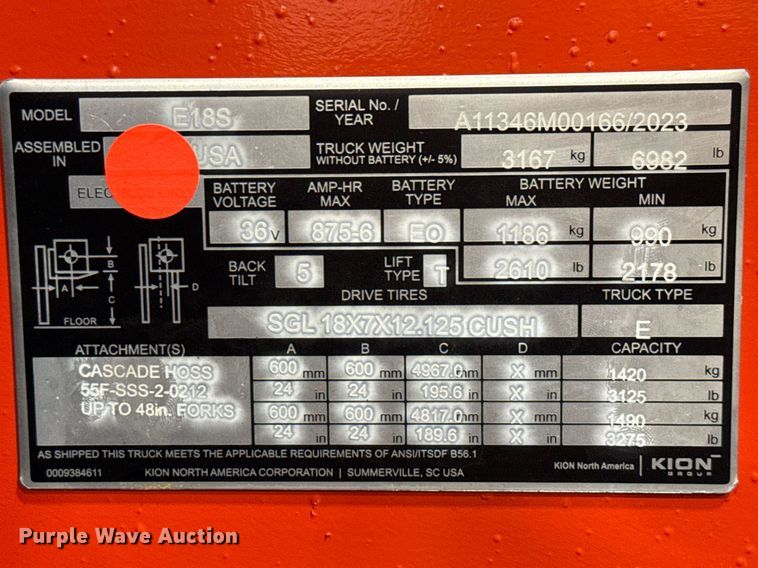 MODEL E18S SERIAL No. / YEAR A11346M00166/2023
ASSEMBLED IN USA TRUCK WEIGHT WITHOUT BATTERY (+/- 5%) 3167 kg 6982 lb
BATTERY VOLTAGE AMP-HR MAX BATTERY TYPE BATTERY WEIGHT MAX MIN
36 V 875-6 EO 1186 kg 990 kg
2610 lb 2178 lb
BACK TILT 5 LIFT TYPE T
A B C D
FLOOR
DRIVE TIRES TRUCK TYPE
SGL 18X7X12.125 CUSH E
ATTACHMENT(S) A B C D CAPACITY
CASCADE HOSS 600 mm 600 mm 4967.0 mm X mm 1420 kg
55F-SSS-2-0212 24 in 24 in 195.6 in X in 3125 lb
UP TO 48in. FORKS 600 mm 600 mm 4817.0 mm X mm 1490 kg
24 in 24 in 189.6 in X in 3275 lb
AS SHIPPED THIS TRUCK MEETS THE APPLICABLE REQUIREMENTS OF ANSI/ITSDF B56.1
0009384611 KION NORTH AMERICA CORPORATION | SUMMERVILLE, SC USA
KION North America | KION GROUP
Purple Wave Auction